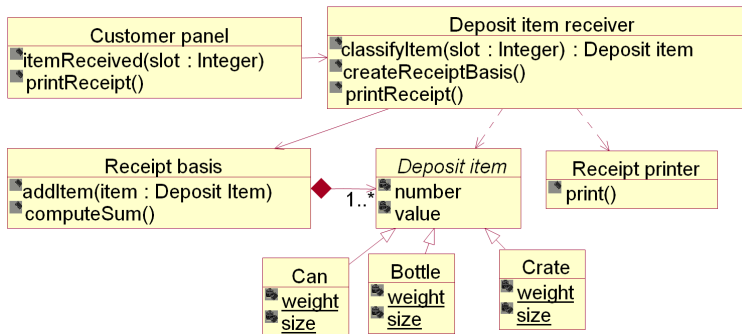 Customer panel
itemReceived(slot : Integer)
printReceipt()
Deposit item receiver
classifyItem(slot : Integer) : Deposit item
createReceiptBasis()
printReceipt()
Receipt basis
addItem(item : Deposit Item)
computeSum()
1..*
Deposit item
number
value
Receipt printer
print()
Can
weight
size
Bottle
weight
size
Crate
weight
size